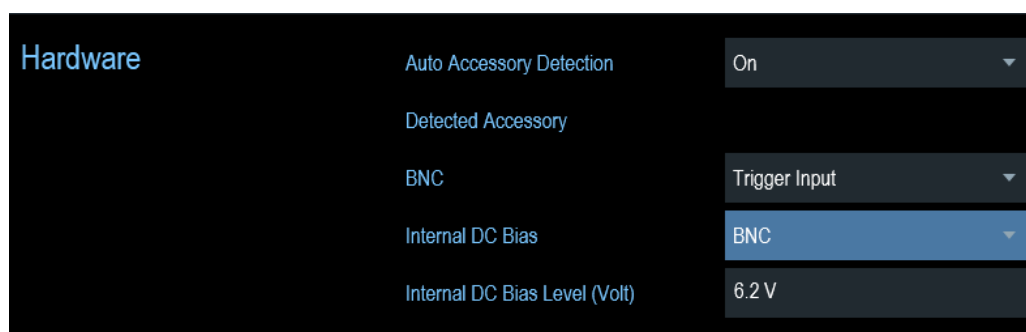 Hardware
Auto Accessory Detection On
Detected Accessory
BNC Trigger Input
Internal DC Bias BNC
Internal DC Bias Level (Volt) 6.2 V